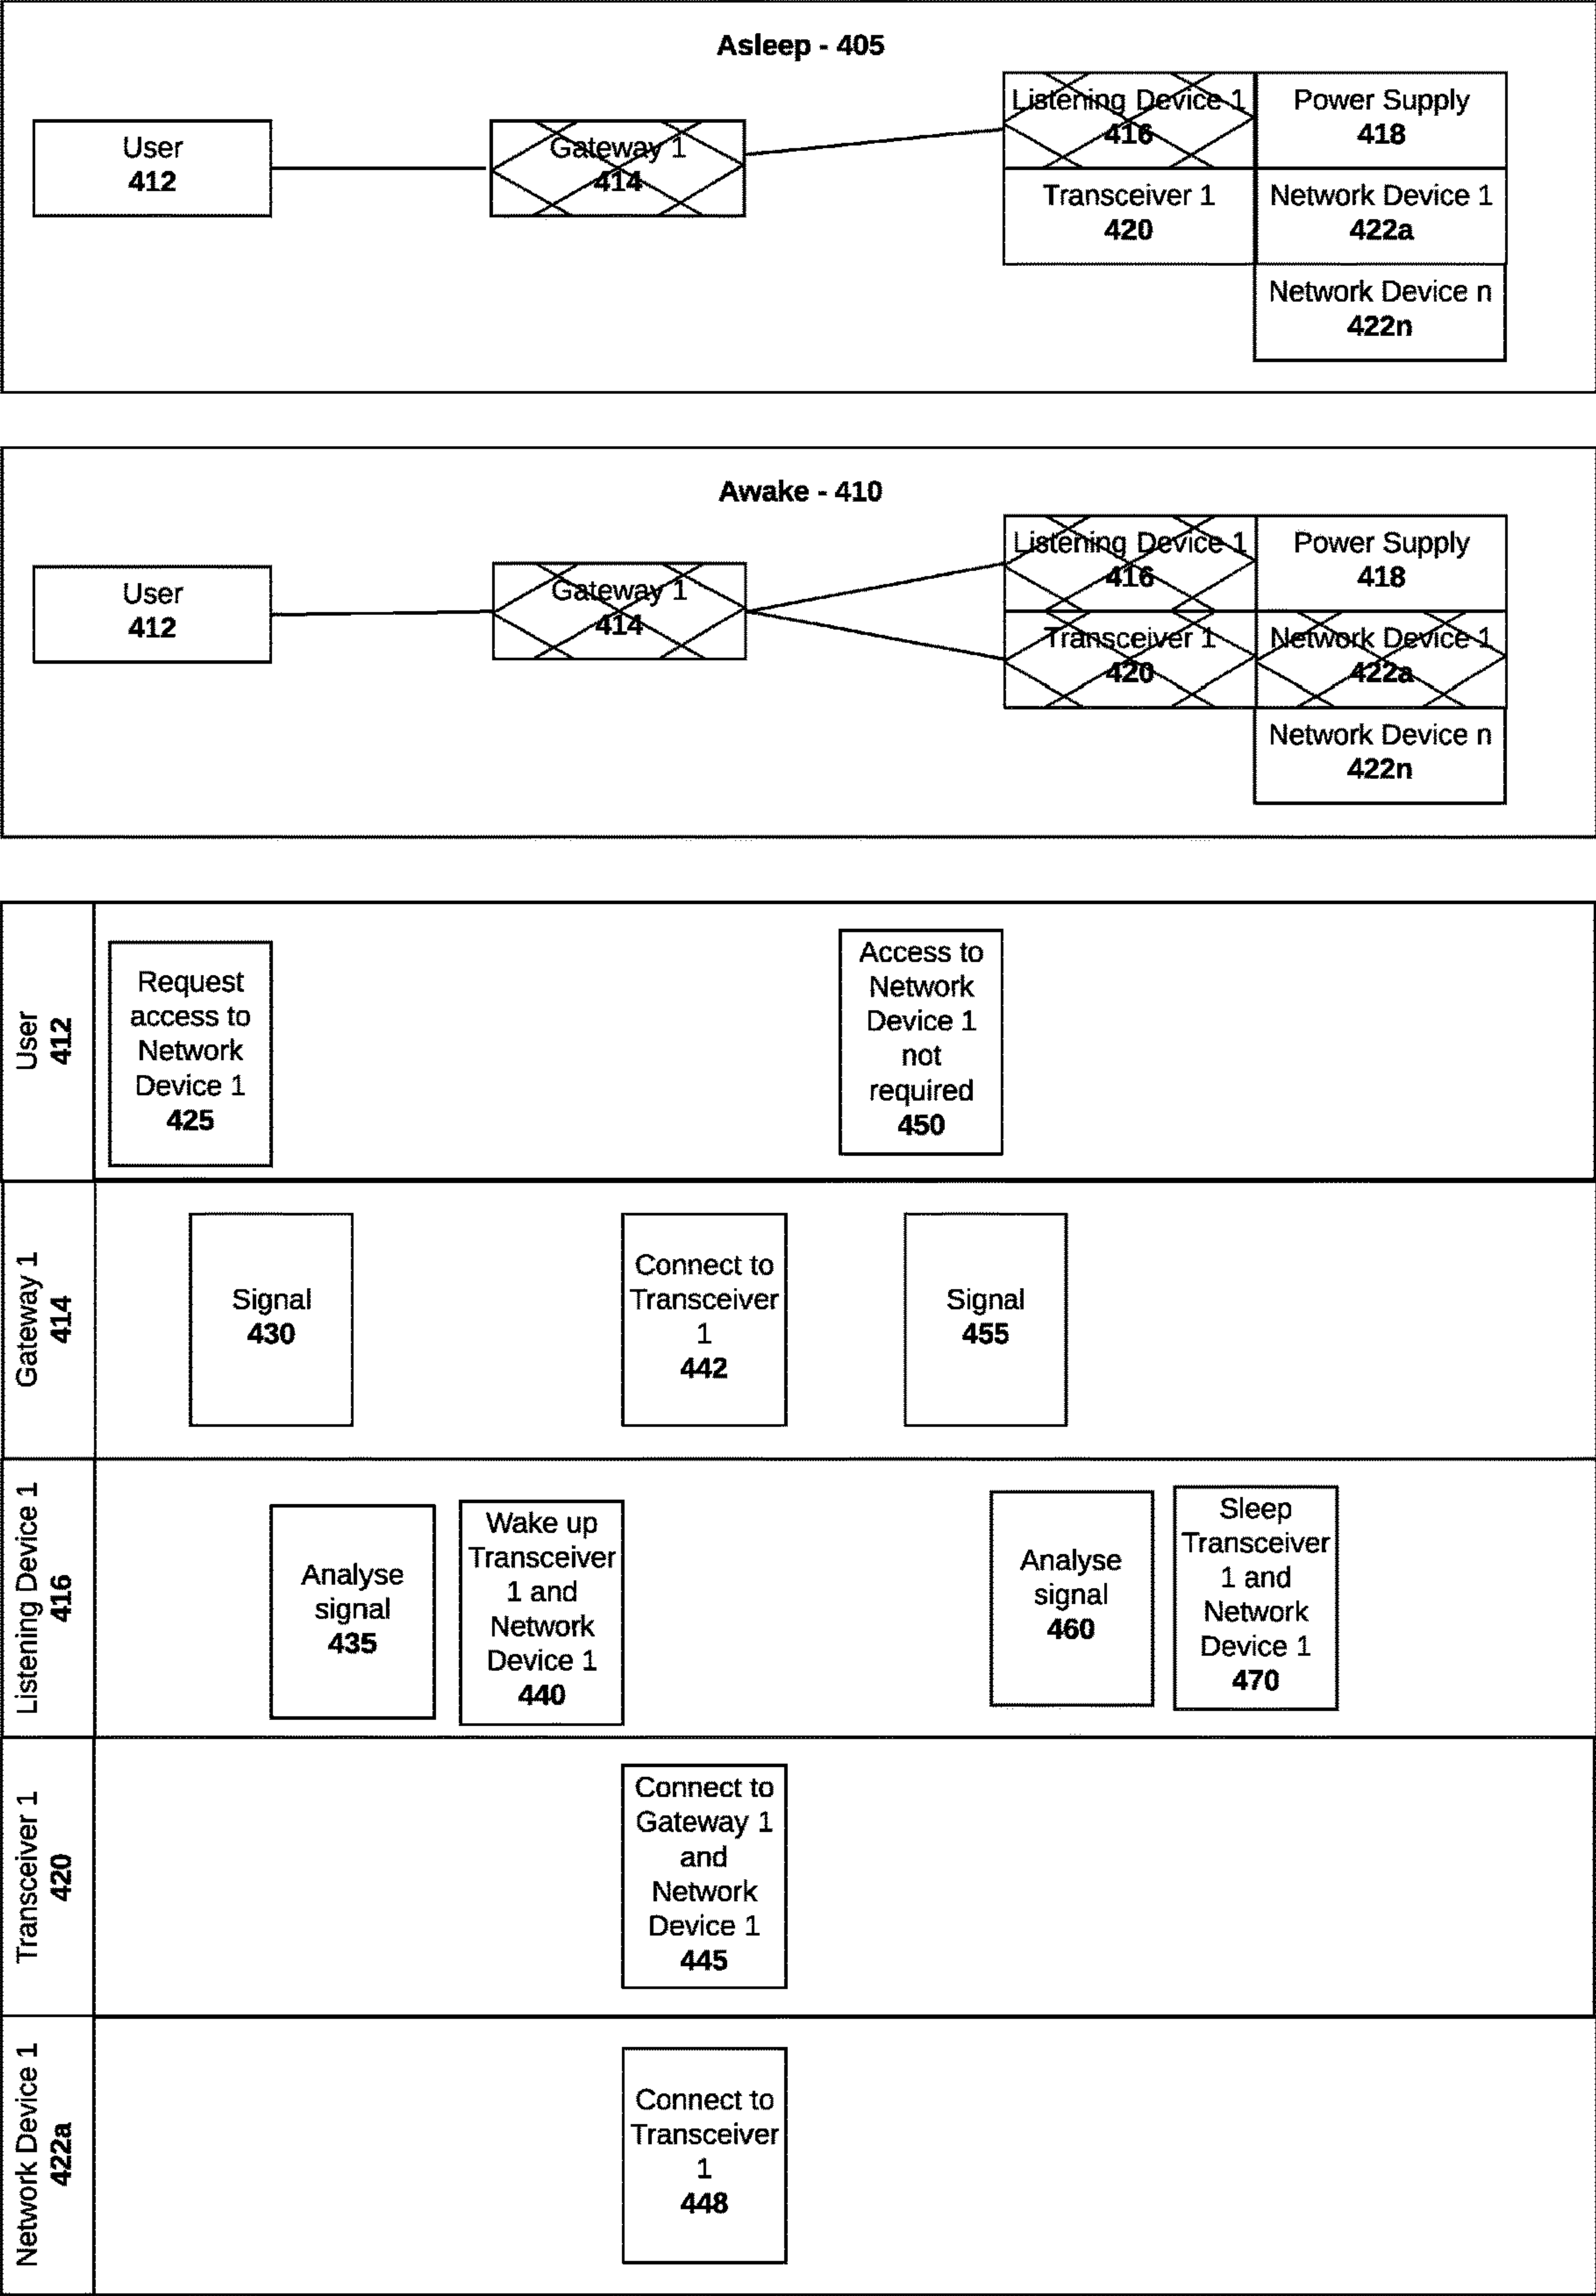 Asleep - 405
User
412
Gateway 1
414
Listening Device 1
416
Power Supply
418
Transceiver 1
420
Network Device 1
422a
Network Device n
422n
Awake - 410
User
412
Gateway 1
414
Listening Device 1
416
Power Supply
418
Transceiver 1
420
Network Device 1
422a
Network Device n
422n
User
412
Request
access to
Network
Device 1
425
Access to
Network
Device 1
not
required
450
Gateway 1
414
Signal
430
Connect to
Transceiver
1
442
Signal
455
Listening Device 1
416
Analyse
signal
435
Wake up
Transceiver
1 and
Network
Device 1
440
Analyse
signal
460
Sleep
Transceiver
1 and
Network
Device 1
470
Transceiver 1
420
Connect to
Gateway 1
and
Network
Device 1
445
Network Device 1
422a
Connect to
Transceiver
1
448